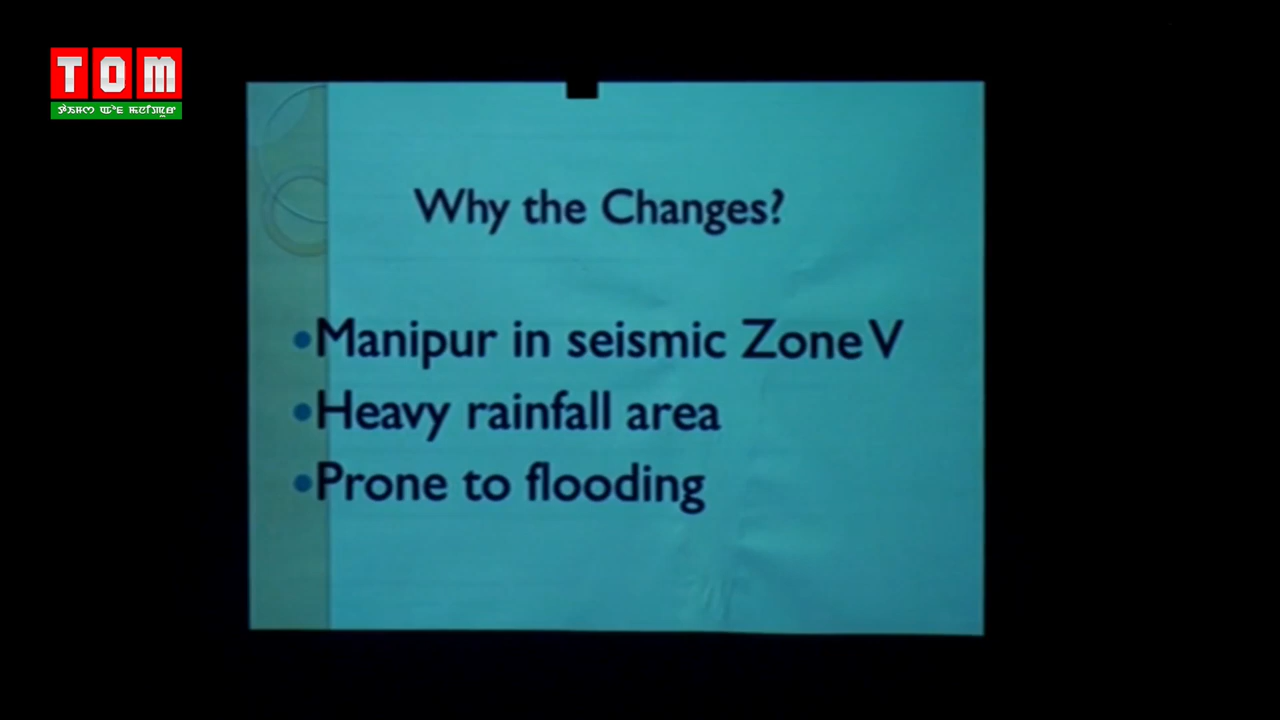 TOM
Why the Changes?
•Manipur in seismic Zone V
•Heavy rainfall area
•Prone to flooding